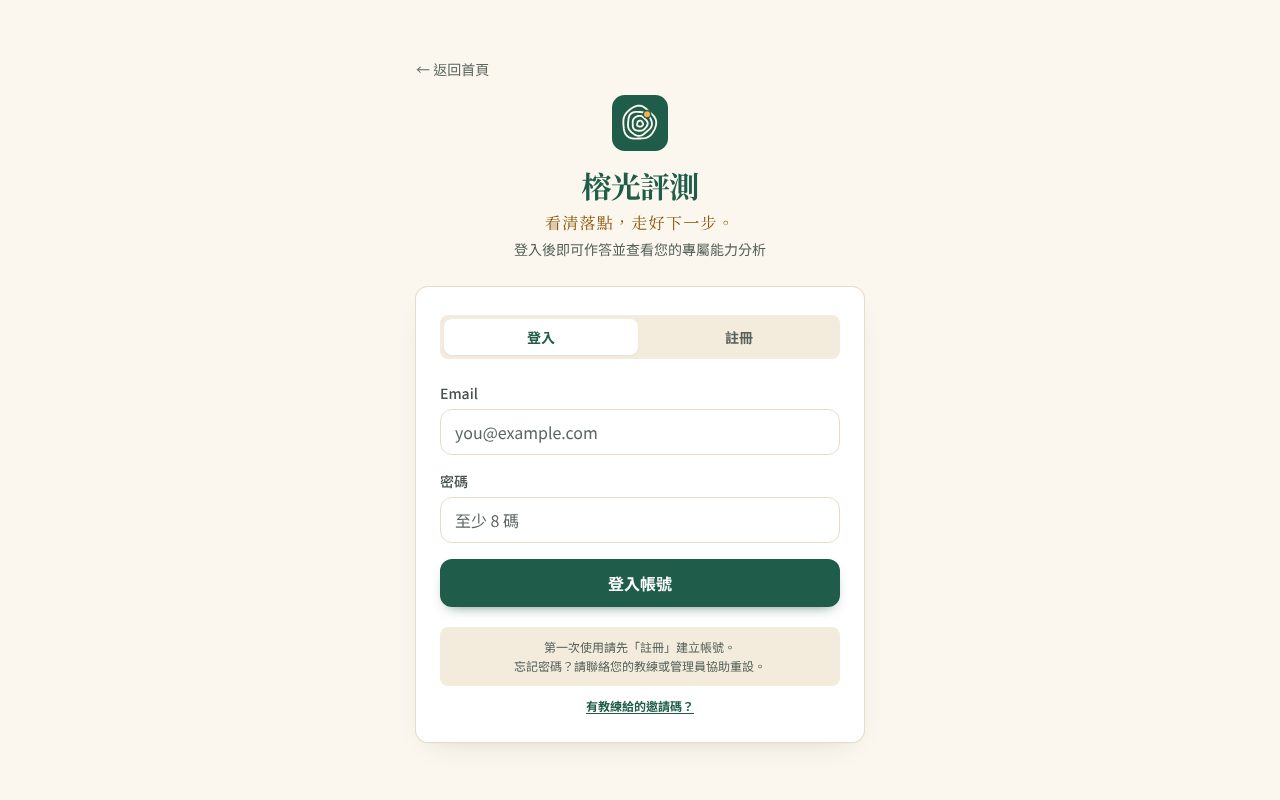 ← 返回首頁
榕光評測
看清落點，走好下一步。
登入後即可作答並查看您的專屬能力分析
登入
註冊
Email
you@example.com
密碼
至少 8 碼
登入帳號
第一次使用請先「註冊」建立帳號。
忘記密碼？請聯絡您的教練或管理員協助重設。
有教練給的邀請碼？